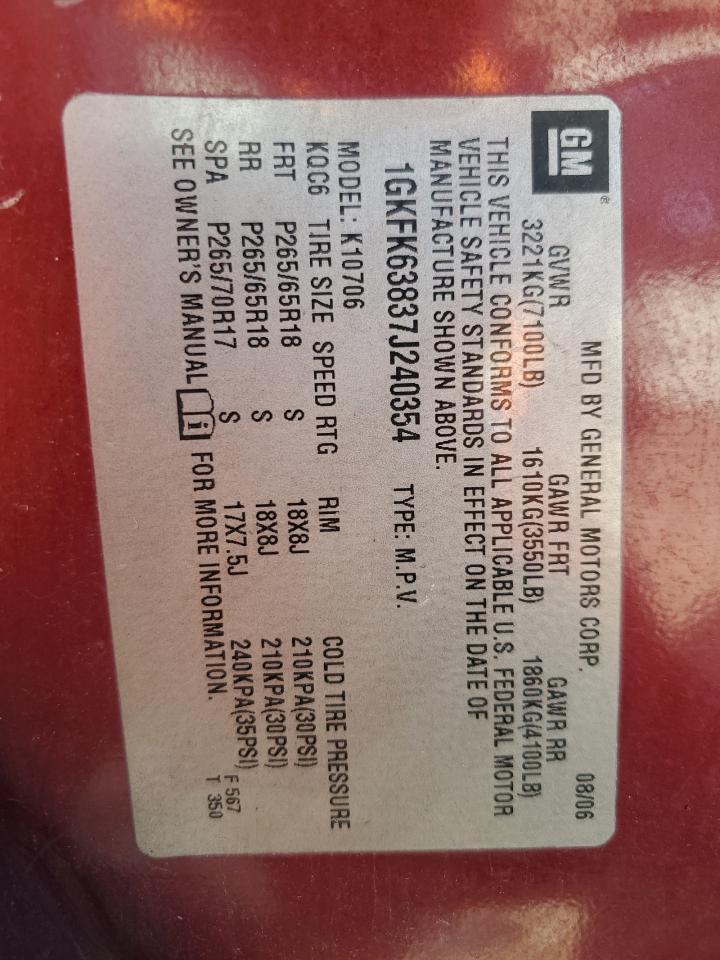 GM
MFD BY GENERAL MOTORS CORP. 08/06
GVWR GAWR FRT GAWR RR
3221KG(7100LB) 1610KG(3550LB) 1860KG(4100LB)
THIS VEHICLE CONFORMS TO ALL APPLICABLE U.S. FEDERAL MOTOR
VEHICLE SAFETY STANDARDS IN EFFECT ON THE DATE OF
MANUFACTURE SHOWN ABOVE.
1GKFK63837J240354 TYPE: M.P.V.
MODEL: K10706
KQC6 TIRE SIZE SPEED RTG RIM COLD TIRE PRESSURE
FRT P265/65R18 S 18X8J 210KPA(30PSI)
RR P265/65R18 S 18X8J 210KPA(30PSI)
SPA P265/70R17 S 17X7.5J 240KPA(35PSI) F 567
SEE OWNER'S MANUAL i FOR MORE INFORMATION. T 350